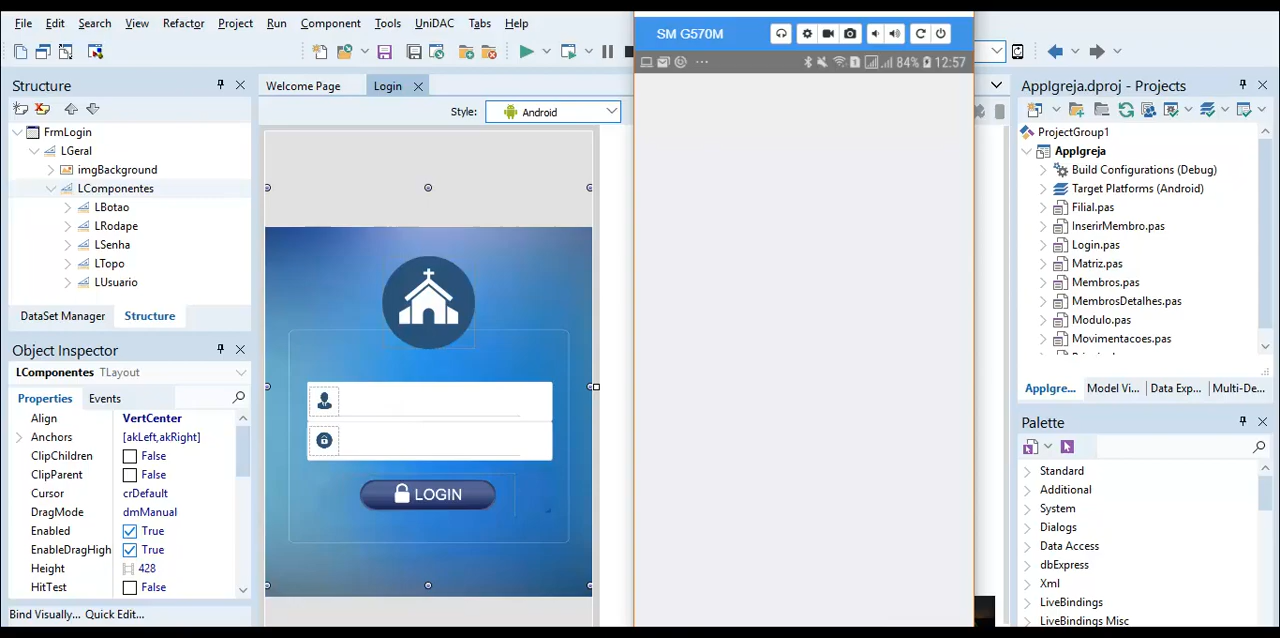 File Edit Search View Refactor Project Run Component Tools UniDAC Tabs Help
SM G570M
84% 12:57
Structure
Welcome Page Login
AppIgreja.dproj - Projects
Style: Android
FrmLogin
LGeral
imgBackground
LComponentes
LBotao
LRodape
LSenha
LTopo
LUsuario
ProjectGroup1
AppIgreja
Build Configurations (Debug)
Target Platforms (Android)
Filial.pas
InserirMembro.pas
Login.pas
Matriz.pas
Membros.pas
MembrosDetalhes.pas
Modulo.pas
Movimentacoes.pas
DataSet Manager Structure
Object Inspector
LComponentes TLayout
Properties Events
Align VertCenter
Anchors [akLeft,akRight]
ClipChildren False
ClipParent False
Cursor crDefault
DragMode dmManual
Enabled True
EnableDragHigh True
Height 428
HitTest False
Bind Visually... Quick Edit...
LOGIN
AppIgre... Model Vi... Data Exp... Multi-De...
Palette
Standard
Additional
System
Dialogs
Data Access
dbExpress
Xml
LiveBindings
LiveBindings Misc